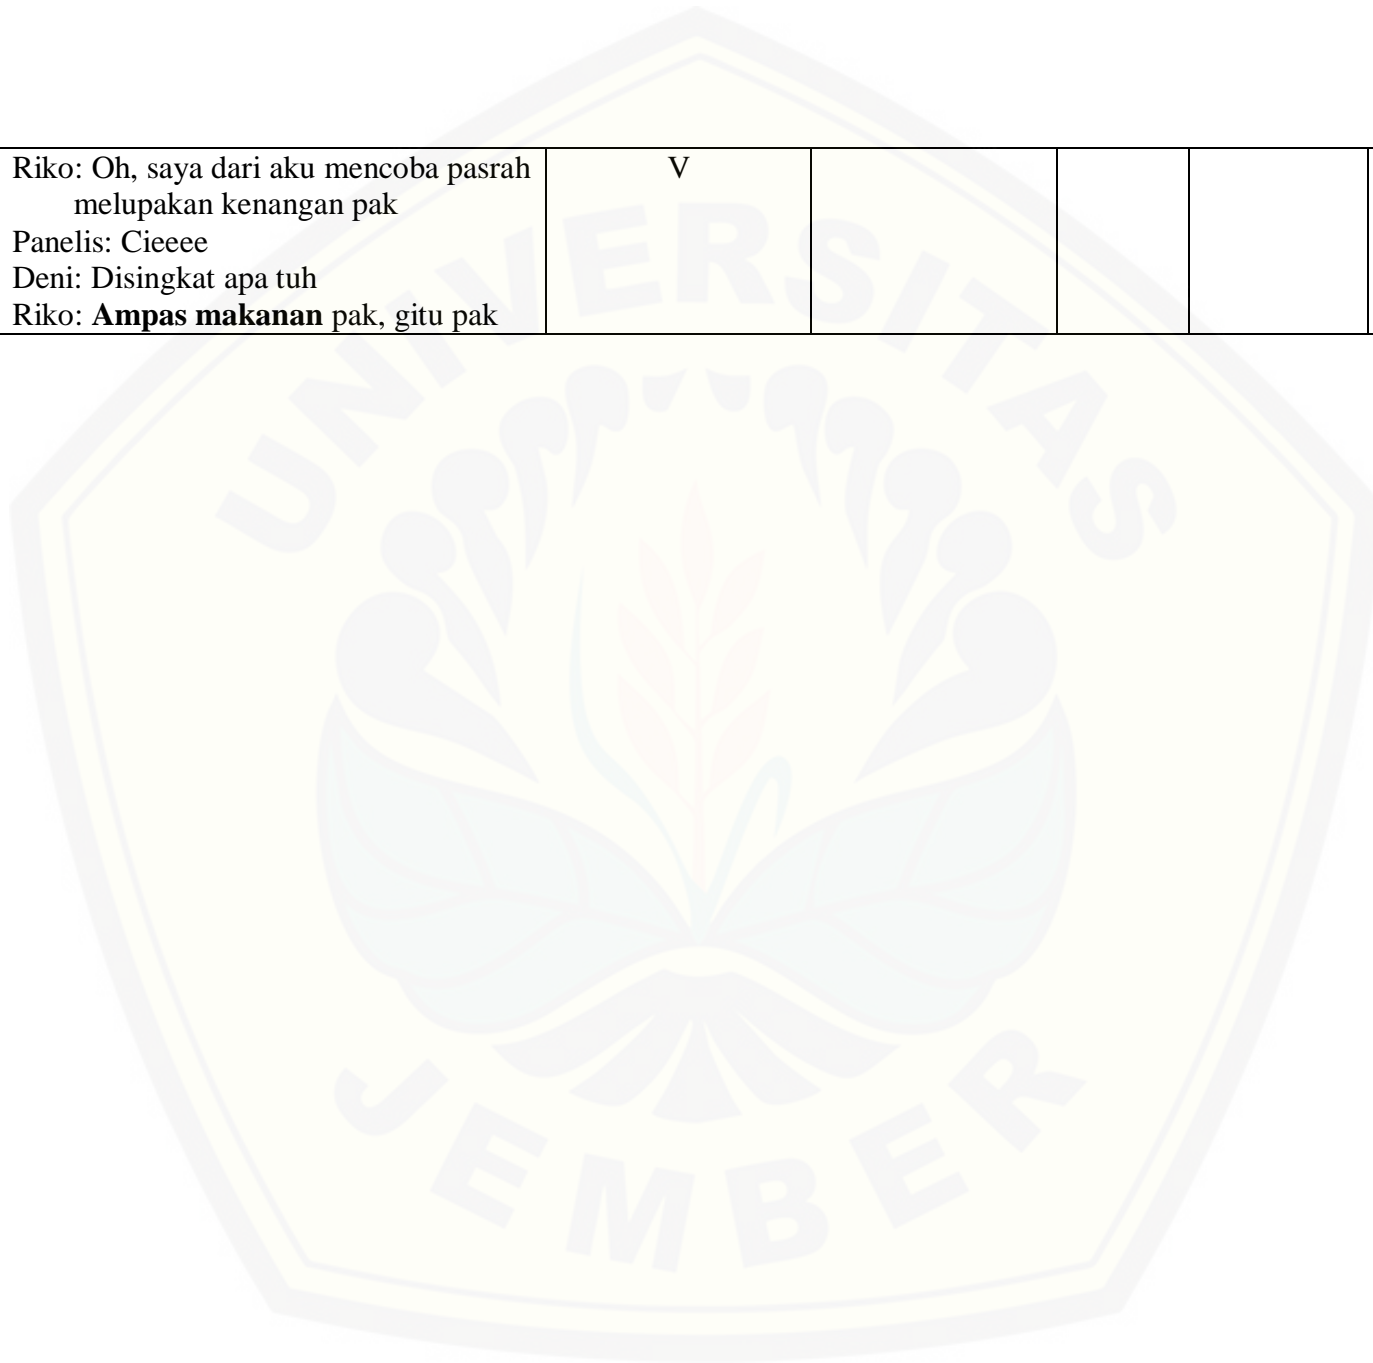 Riko: Oh, saya dari aku mencoba pasrah V
melupakan kenangan pak
Panelis: Cieeee
Deni: Disingkat apa tuh
Riko: Ampas makanan pak, gitu pak
UNIVERSITAS
JEMBER